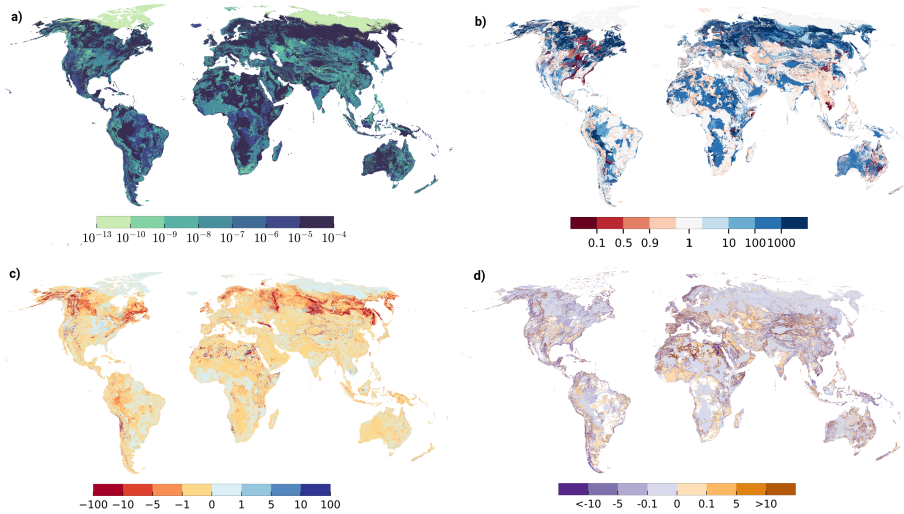 a)
b)
10⁻¹³ 10⁻¹⁰ 10⁻⁹ 10⁻⁸ 10⁻⁷ 10⁻⁶ 10⁻⁵ 10⁻⁴
0.1 0.5 0.9 1 10 100 1000
c)
d)
−100 −10 −5 −1 0 1 5 10 100
<-10 -5 -0.1 0 0.1 5 >10